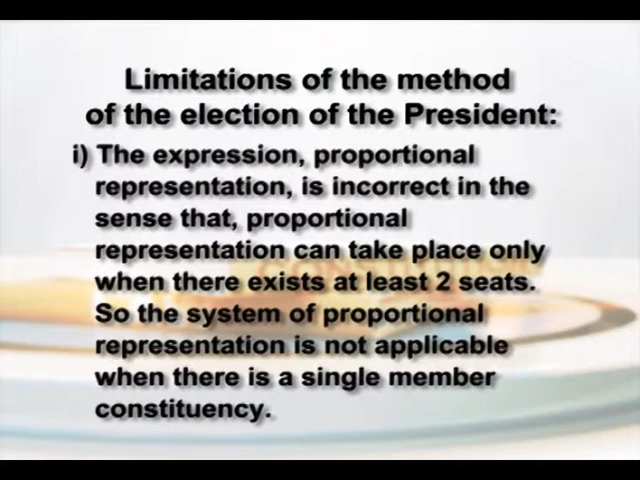 Limitations of the method
of the election of the President:
i) The expression, proportional
representation, is incorrect in the
sense that, proportional
representation can take place only
when there exists at least 2 seats.
So the system of proportional
representation is not applicable
when there is a single member
constituency.